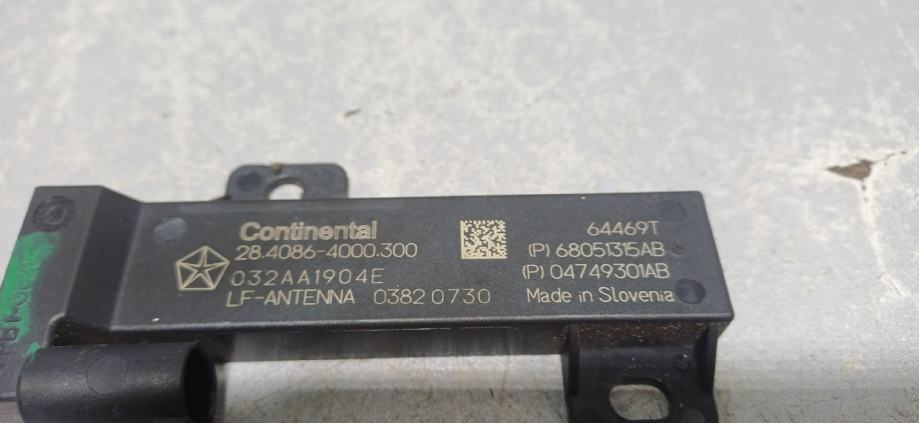 Continental
28.4086-4000.300
032AA1904E
LF-ANTENNA 0382 0730
64469T
(P) 68051315AB
(P) 04749301AB
Made in Slovenia